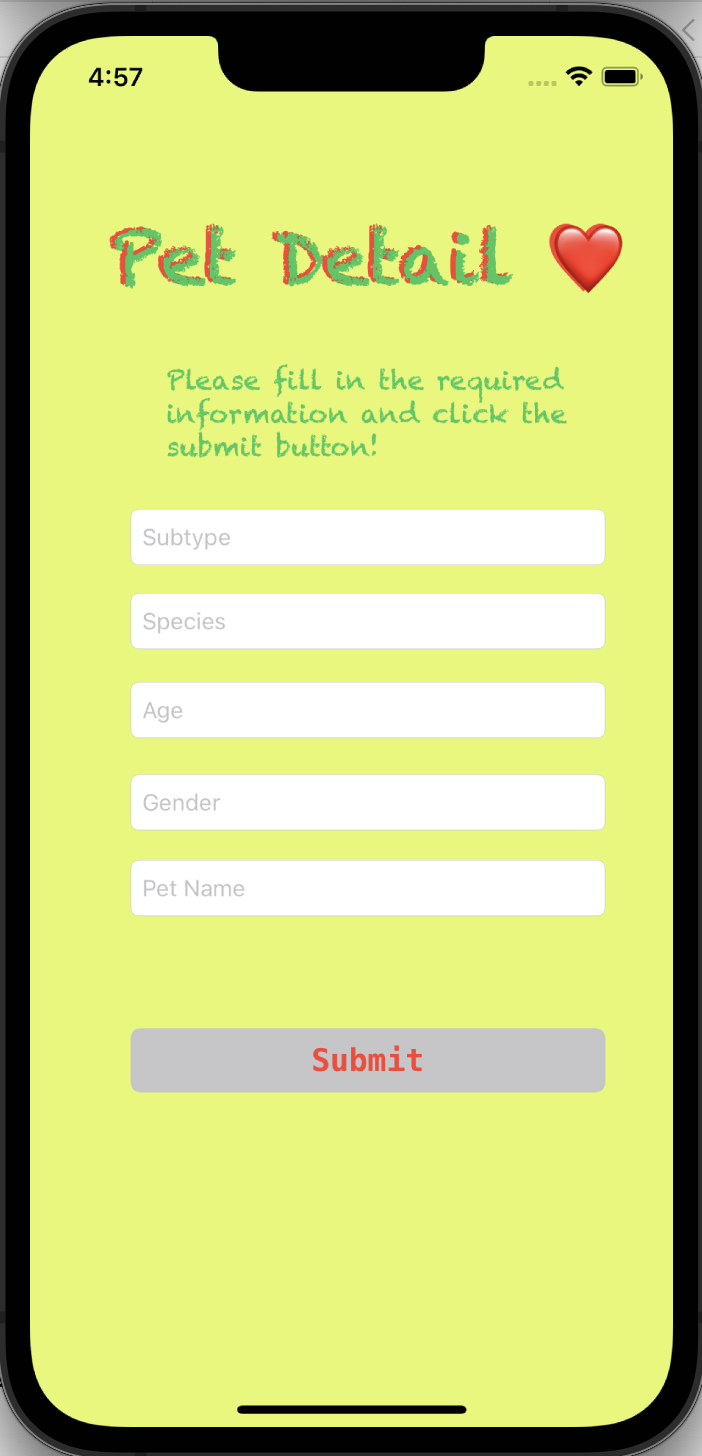 4:57
Pet Detail ❤️
Please fill in the required
information and click the
submit button!
Subtype
Species
Age
Gender
Pet Name
Submit